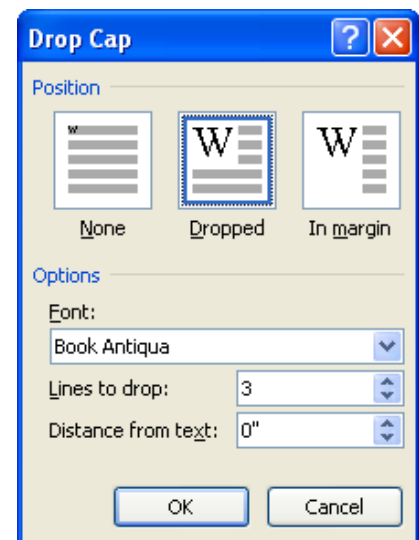 Drop Cap
Position
W W W
None Dropped In margin
Options
Font:
Book Antiqua
Lines to drop: 3
Distance from text: 0"
OK Cancel